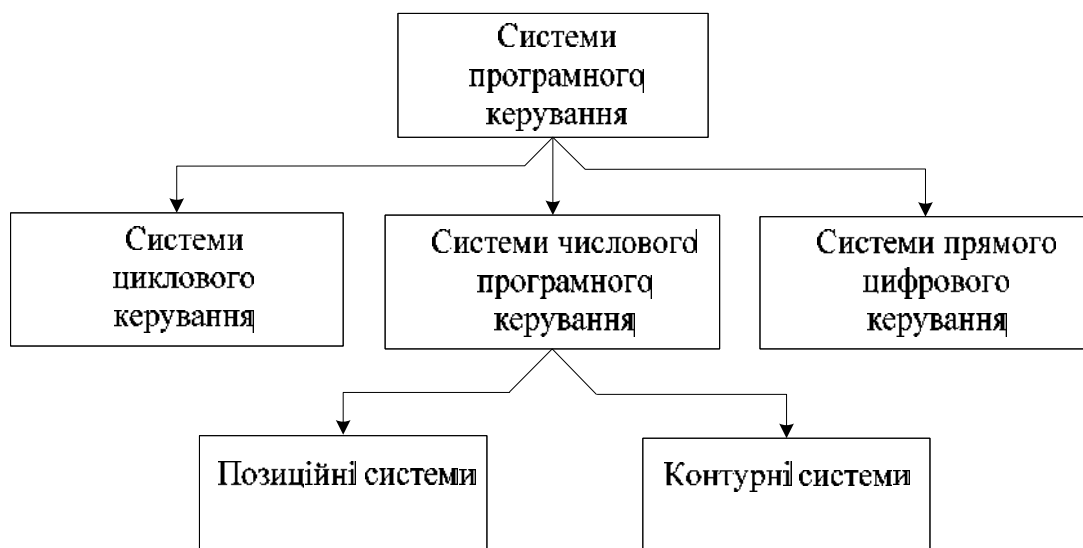 Системи
програмного
керування
Системи
циклового
керування
Системи числового
програмного
керування
Системи прямого
цифрового
керування
Позиційні системи
Контурні системи